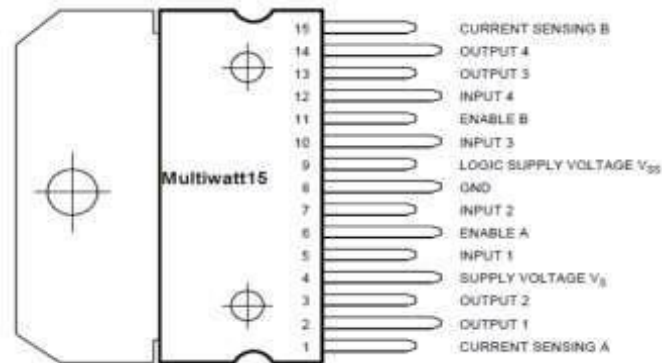 15 CURRENT SENSING B
14 OUTPUT 4
13 OUTPUT 3
12 INPUT 4
11 ENABLE B
10 INPUT 3
9 LOGIC SUPPLY VOLTAGE VSS
Multiwatt15
8 GND
7 INPUT 2
6 ENABLE A
5 INPUT 1
4 SUPPLY VOLTAGE VS
3 OUTPUT 2
2 OUTPUT 1
1 CURRENT SENSING A